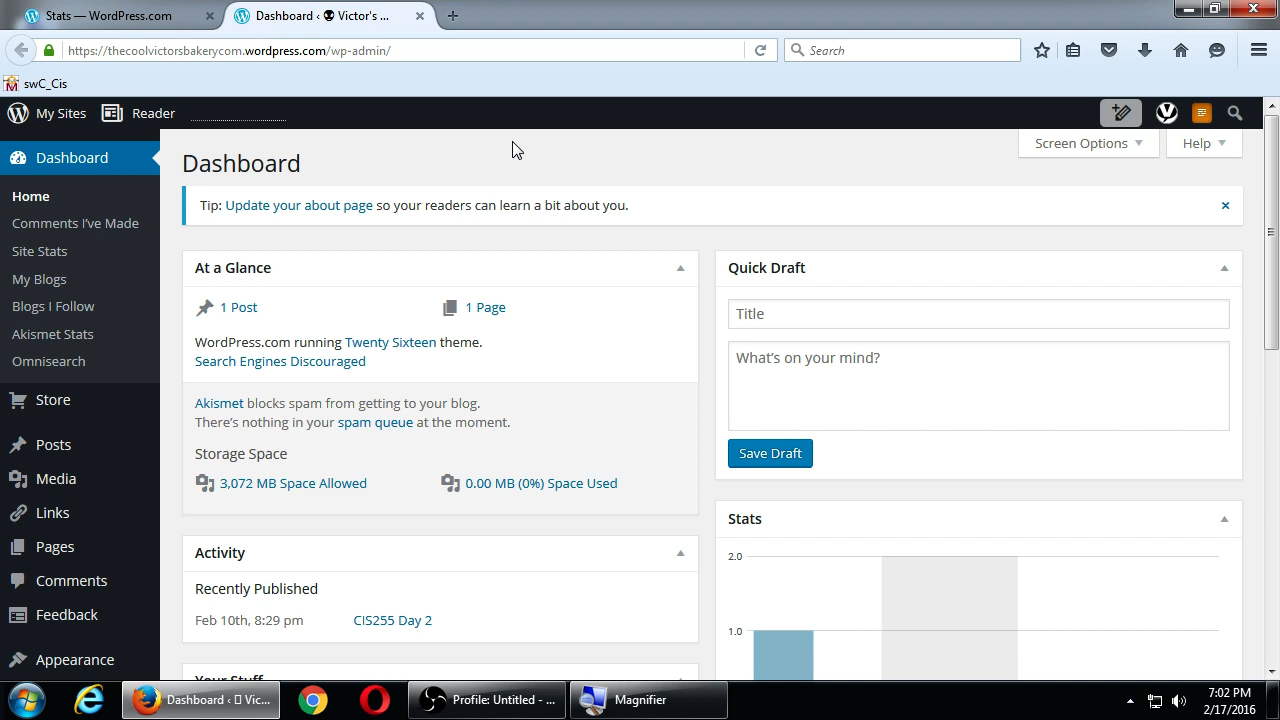 Stats — WordPress.com
Dashboard ‹ Victor's ...
https://thecoolvictorsbakerycom.wordpress.com/wp-admin/
Search
swC_Cis
My Sites
Reader
Screen Options
Help
Dashboard
Home
Comments I've Made
Site Stats
My Blogs
Blogs I Follow
Akismet Stats
Omnisearch
Store
Posts
Media
Links
Pages
Comments
Feedback
Appearance
Dashboard
Tip: Update your about page so your readers can learn a bit about you.
At a Glance
1 Post
1 Page
WordPress.com running Twenty Sixteen theme.
Search Engines Discouraged
Akismet blocks spam from getting to your blog.
There's nothing in your spam queue at the moment.
Storage Space
3,072 MB Space Allowed
0.00 MB (0%) Space Used
Activity
Recently Published
Feb 10th, 8:29 pm
CIS255 Day 2
Your Stuff
Quick Draft
Title
What's on your mind?
Save Draft
Stats
2.0
1.0
Dashboard ‹ Vic...
Profile: Untitled - ...
Magnifier
7:02 PM
2/17/2016